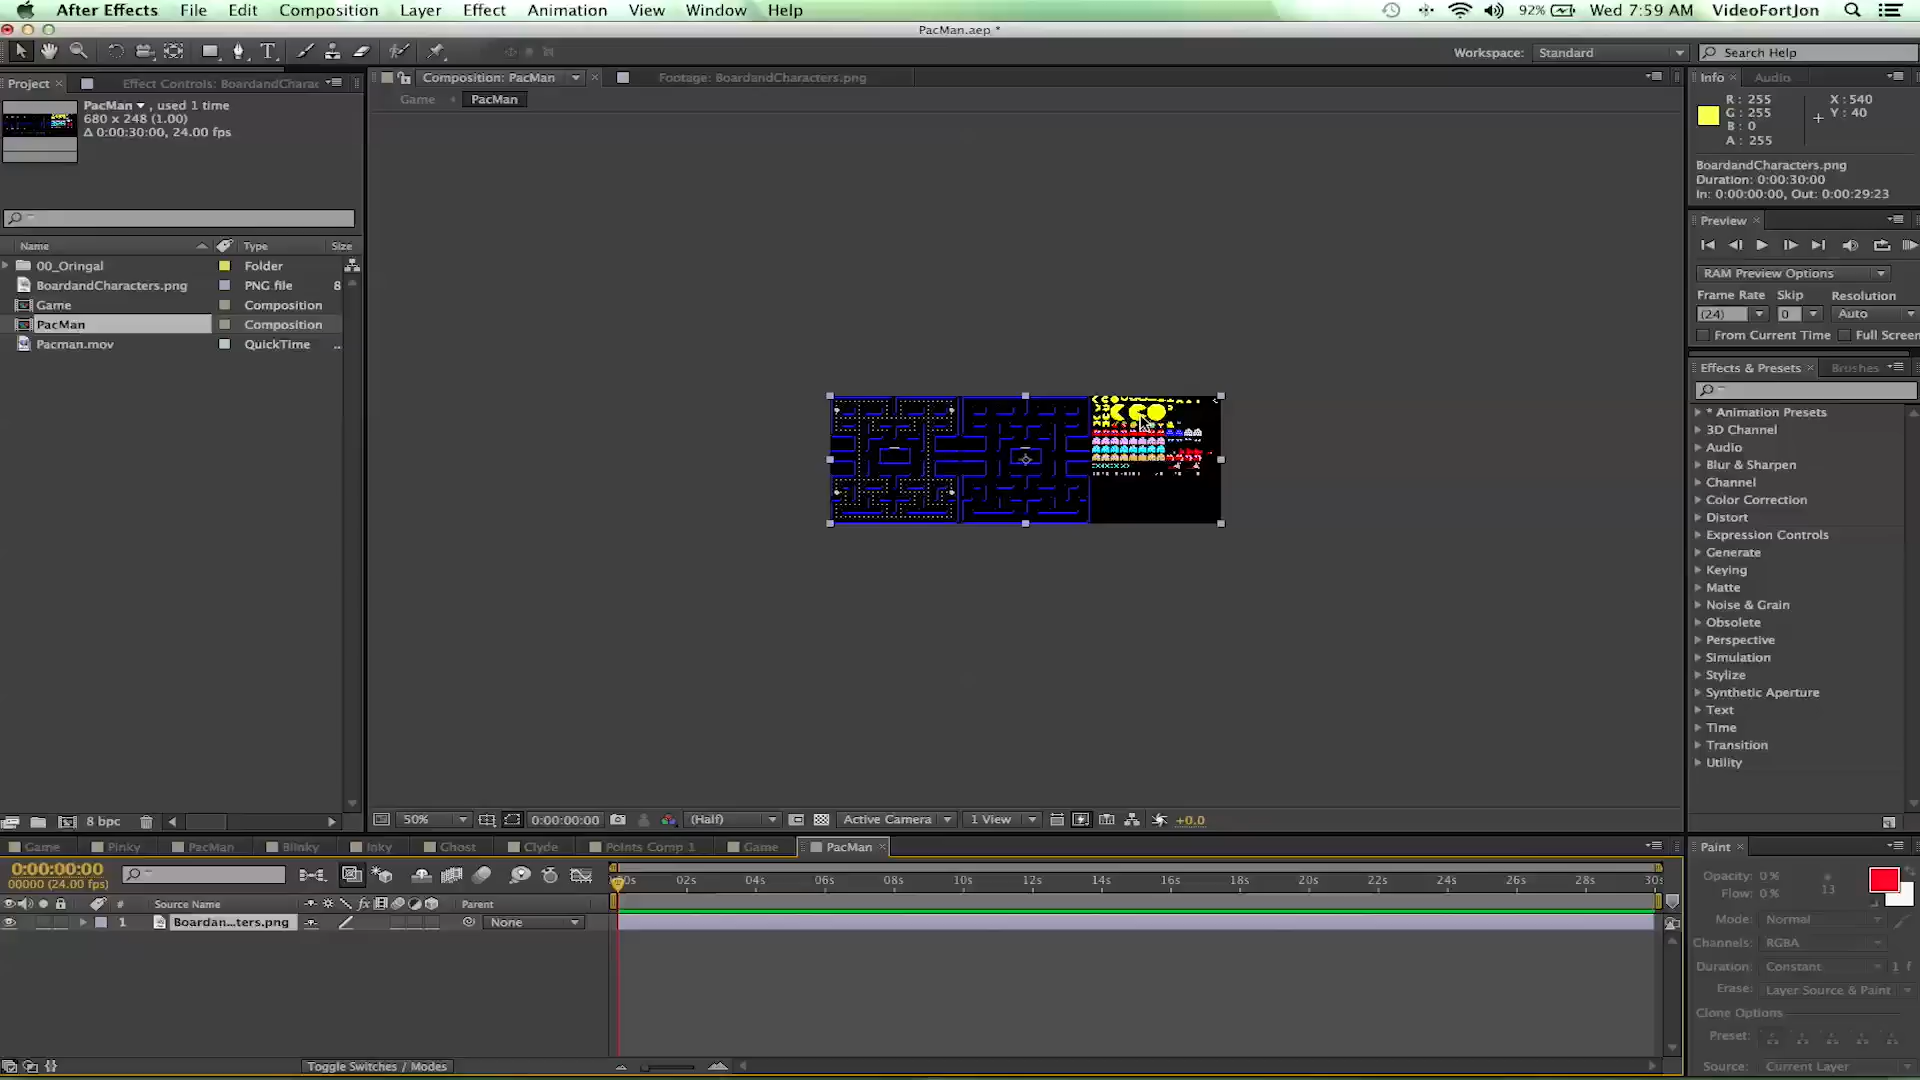 After Effects File Edit Composition Layer Effect Animation View Window Help 92% Wed 7:59 AM VideoFortJon
PacMan.aep *
Workspace: Standard Search Help
Project Effect Controls: BoardandCharac
Composition: PacMan Footage: BoardandCharacters.png
Info Audio
Game PacMan
PacMan , used 1 time
680 x 248 (1.00)
Δ 0:00:30:00, 24.00 fps
R: 255
G: 255
B: 0
A: 255
X: 540
Y: 40
BoardandCharacters.png
Duration: 0:00:30:00
In: 0:00:00:00, Out: 0:00:29:23
Preview
RAM Preview Options
Frame Rate Skip Resolution
(24) 0 Auto
From Current Time Full Screen
Name Type Size
00_Oringal Folder
BoardandCharacters.png PNG file 8
Game Composition
PacMan Composition
Pacman.mov QuickTime ..
Effects & Presets Brushes
* Animation Presets
3D Channel
Audio
Blur & Sharpen
Channel
Color Correction
Distort
Expression Controls
Generate
Keying
Matte
Noise & Grain
Obsolete
Perspective
Simulation
Stylize
Synthetic Aperture
Text
Time
Transition
Utility
8 bpc
50% 0:00:00:00 (Half) Active Camera 1 View +0.0
Game Pinky PacMan Blinky Inky Ghost Clyde Points Comp 1 Game PacMan
0:00:00:00
00000 (24.00 fps)
02s 04s 06s 08s 10s 12s 14s 16s 18s 20s 22s 24s 26s 28s 30s
# Source Name fx Parent
1 Boardan...ters.png None
Toggle Switches / Modes
Paint
Opacity: 0 %
Flow: 0 %
13
Mode: Normal
Channels: RGBA
Duration: Constant 1 f
Erase: Layer Source & Paint
Clone Options
Preset:
Source: Current Layer